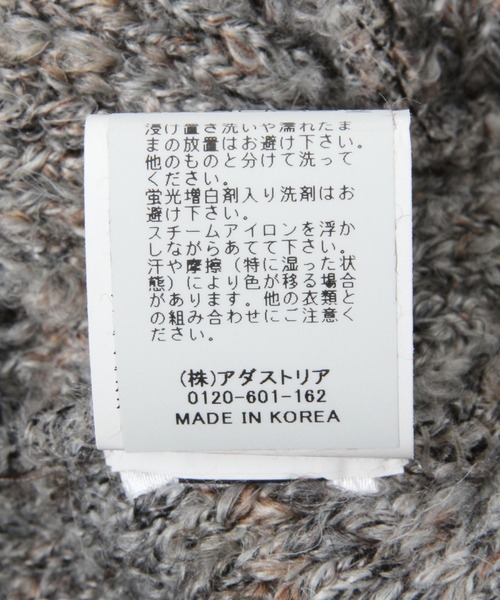 浸け置き洗いや濡れたま
まの放置はお避け下さい。
他のものと分けて洗って
ください。
蛍光増白剤入り洗剤はお
避け下さい。
スチームアイロンを浮か
しながらあてて下さい。
汗や摩擦（特に湿った状
態）により色が移る場合
があります。他の衣類と
の組み合わせにご注意く
ださい。
(株)アダストリア
0120-601-162
MADE IN KOREA